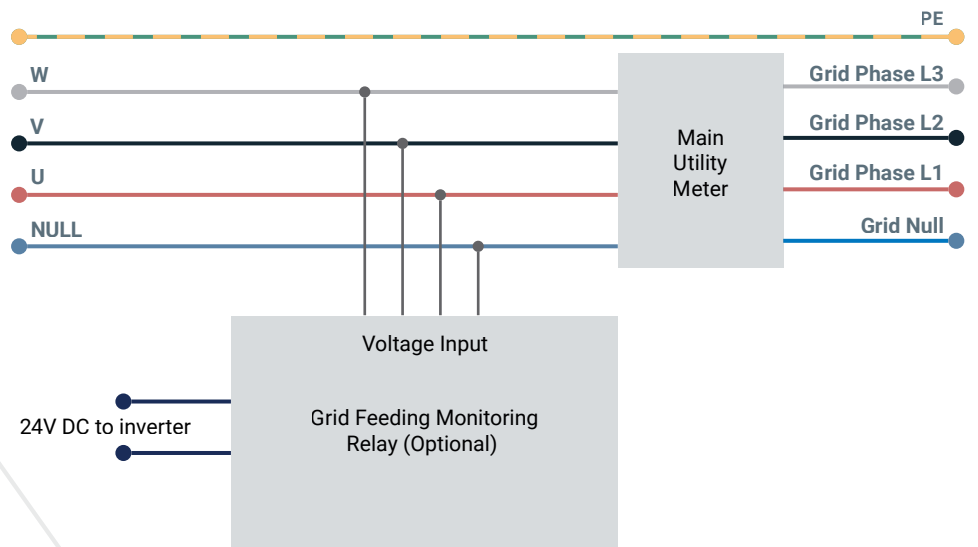 PE
W
Grid Phase L3
V
Grid Phase L2
U
Grid Phase L1
NULL
Grid Null
Main
Utility
Meter
Voltage Input
Grid Feeding Monitoring
Relay (Optional)
24V DC to inverter